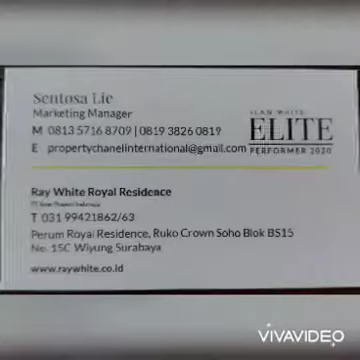 Sentosa Lie
Marketing Manager
M 0813 5716 8709 | 0819 3826 0819
E propertychanelinternational@gmail.com
ALAN WHITE
ELITE
PERFORMER 2020
Ray White Royal Residence
T 031 99421862/63
Perum Royal Residence, Ruko Crown Soho Blok BS15
No. 15C Wiyung Surabaya
www.raywhite.co.id
VIVAVIDEO